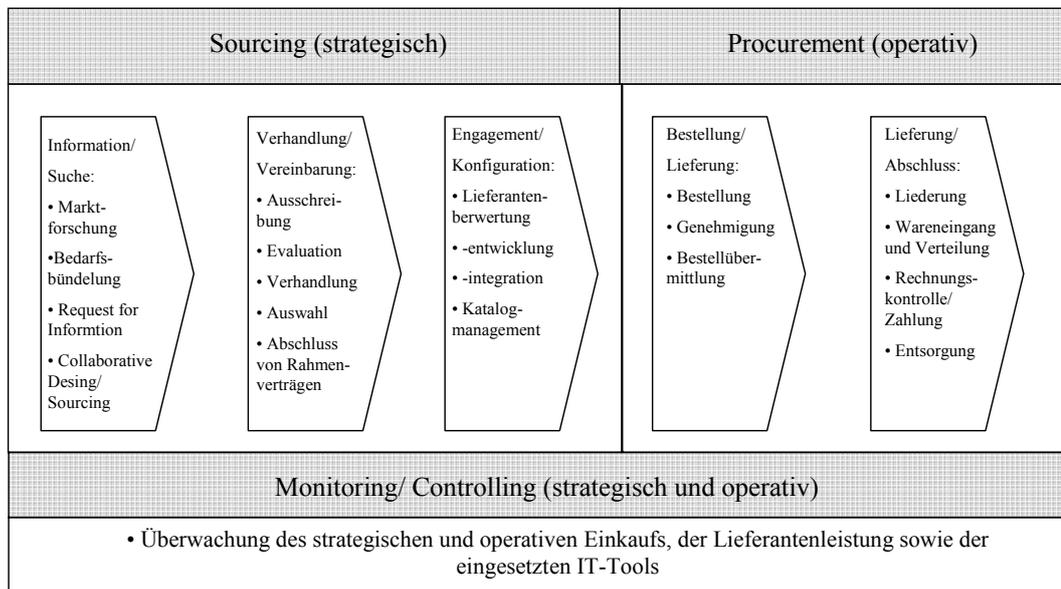 Sourcing (strategisch)
Procurement (operativ)
Information/
Suche:
• Markt-
forschung
•Bedarfs-
bündelung
• Request for
Informtion
• Collaborative
Desing/
Sourcing
Verhandlung/
Vereinbarung:
• Ausschrei-
bung
• Evaluation
• Verhandlung
• Auswahl
• Abschluss
von Rahmen-
verträgen
Engagement/
Konfiguration:
• Lieferanten-
berwertung
• -entwicklung
• -integration
• Katalog-
management
Bestellung/
Lieferung:
• Bestellung
• Genehmigung
• Bestellüber-
mittlung
Lieferung/
Abschluss:
• Liederung
• Wareneingang
und Verteilung
• Rechnungs-
kontrolle/
Zahlung
• Entsorgung
Monitoring/ Controlling (strategisch und operativ)
• Überwachung des strategischen und operativen Einkaufs, der Lieferantenleistung sowie der
eingesetzten IT-Tools